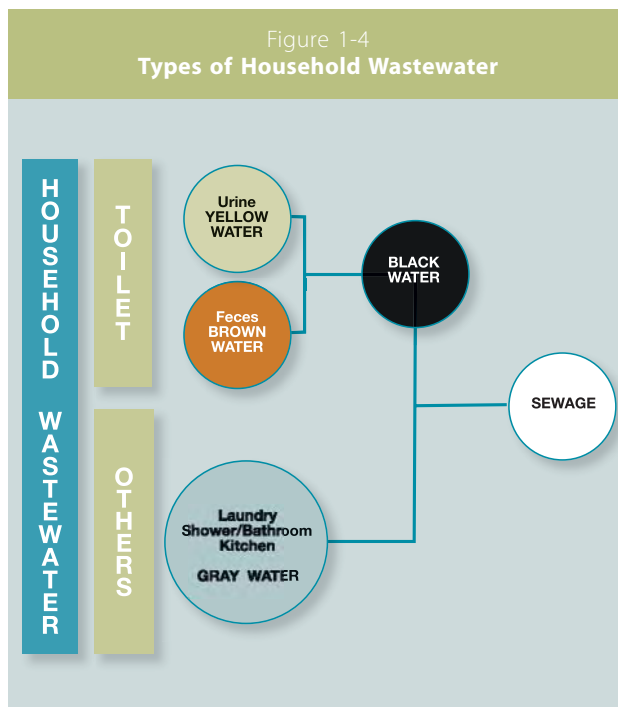 Figure 1-4
Types of Household Wastewater
HOUSEHOLD WASTEWATER
TOILET
Urine
YELLOW
WATER
Feces
BROWN
WATER
BLACK
WATER
SEWAGE
OTHERS
Laundry
Shower/Bathroom
Kitchen
GRAY WATER